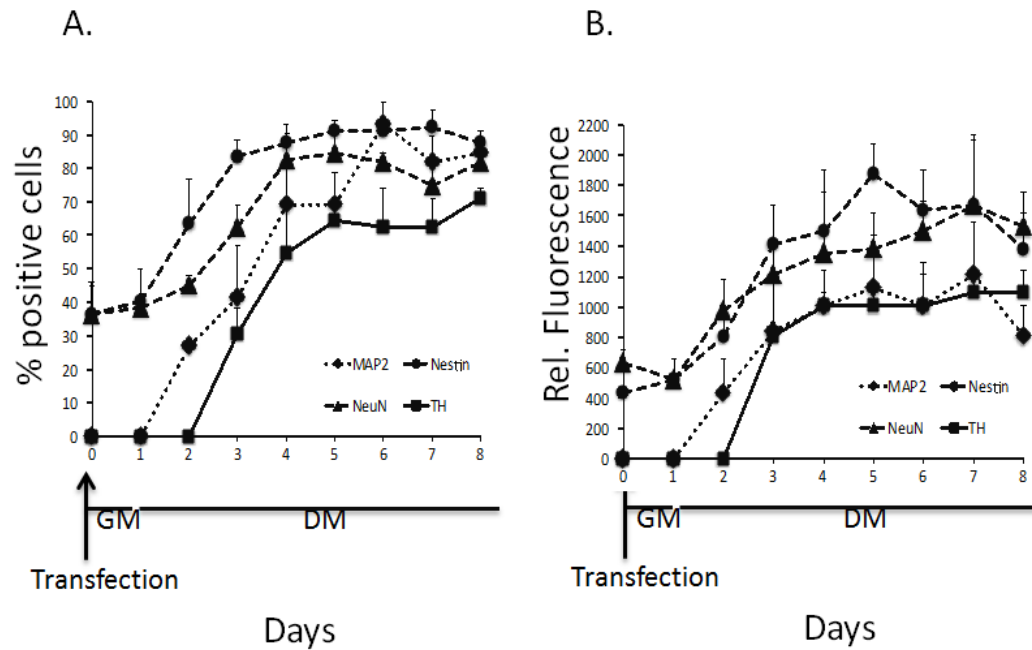 A.
% positive cells
100
90
80
70
60
50
40
30
20
10
0
0 1 2 3 4 5 6 7 8
MAP2 Nestin
NeuN TH
GM DM
Transfection
Days
B.
Rel. Fluorescence
2200
2000
1800
1600
1400
1200
1000
800
600
400
200
0
0 1 2 3 4 5 6 7 8
MAP2 Nestin
NeuN TH
GM DM
Transfection
Days